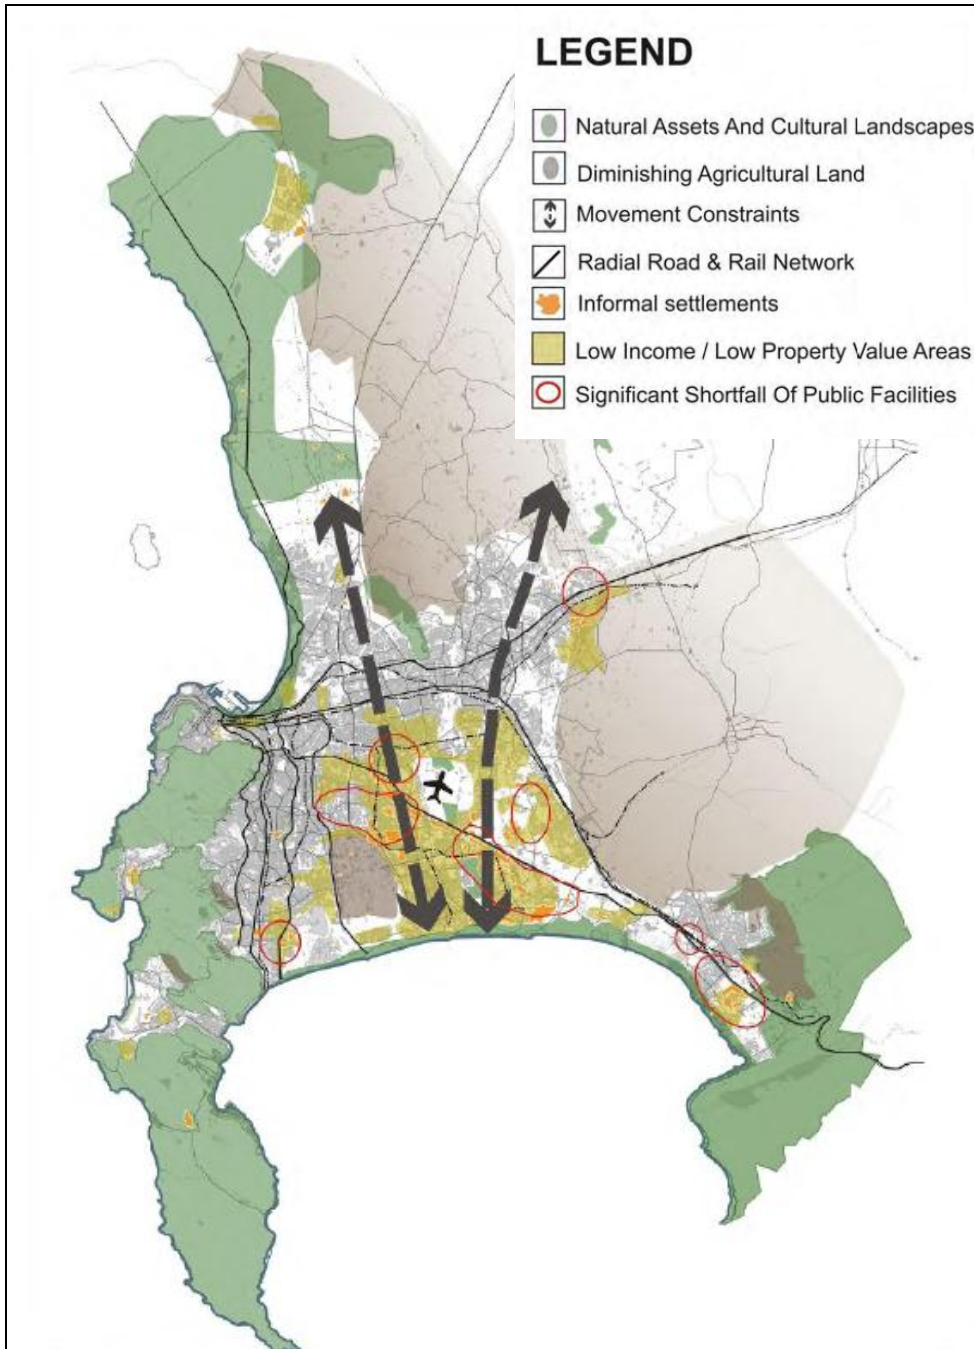 LEGEND
Natural Assets And Cultural Landscapes
Diminishing Agricultural Land
Movement Constraints
Radial Road & Rail Network
Informal settlements
Low Income / Low Property Value Areas
Significant Shortfall Of Public Facilities